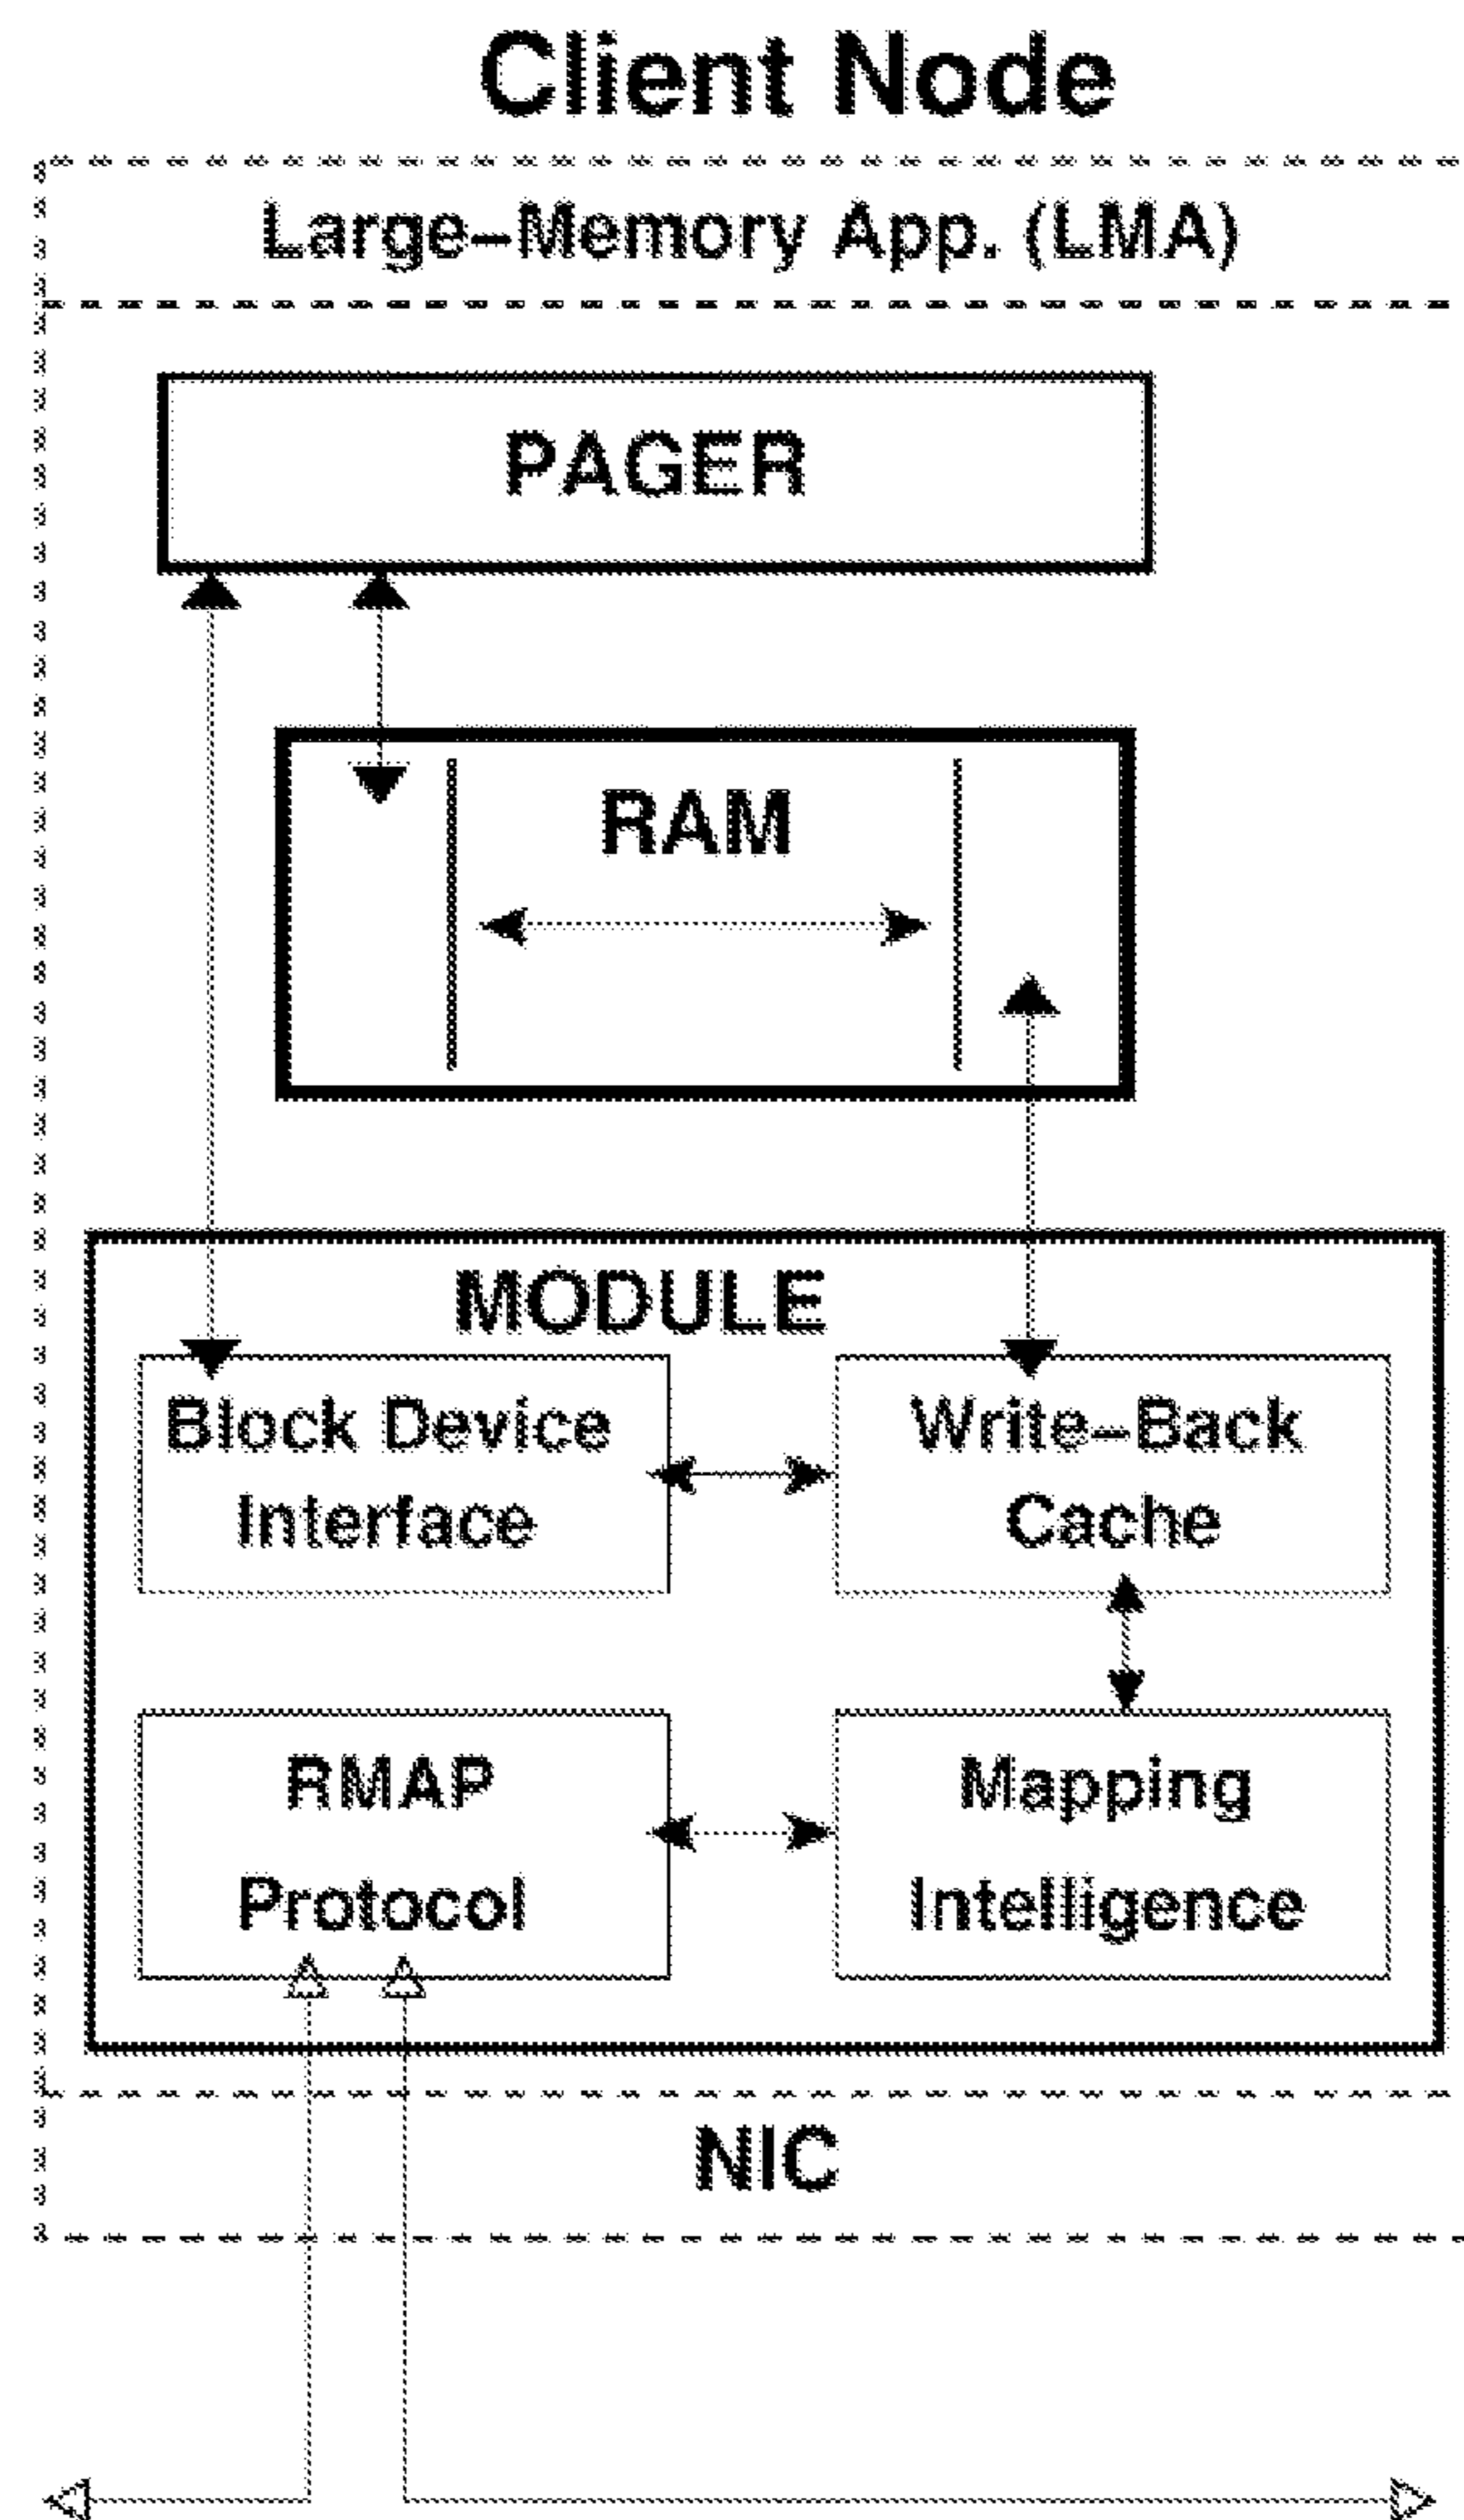 Client Node
Large-Memory App. (LMA)
PAGER
RAM
MODULE
Block Device
Interface
Write-Back
Cache
RMAP
Protocol
Mapping
Intelligence
NIC